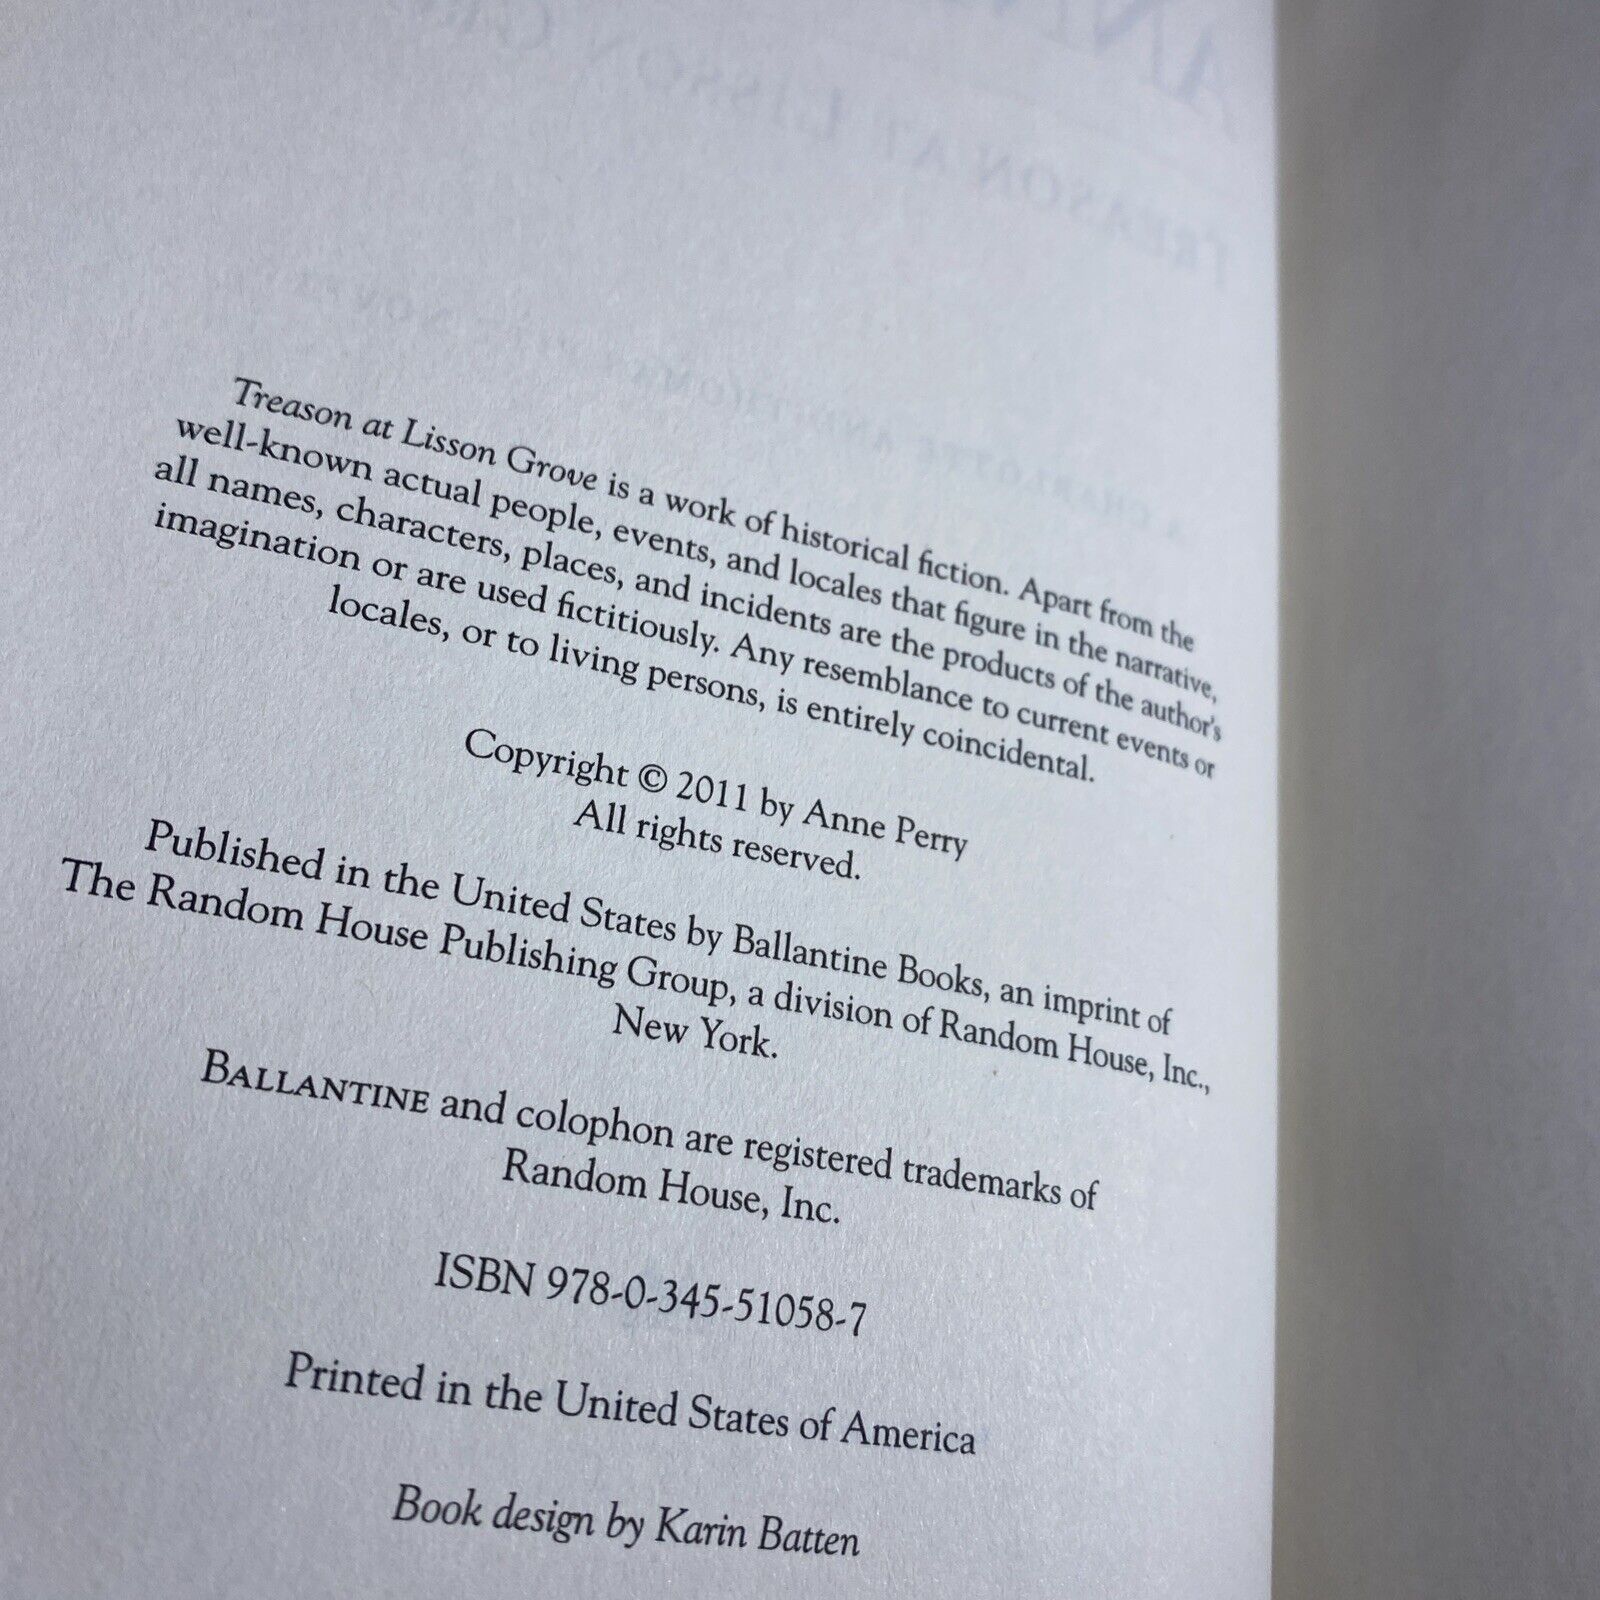 Treason at Lisson Grove is a work of historical fiction. Apart from the
well-known actual people, events, and locales that figure in the narrative,
all names, characters, places, and incidents are the products of the author's
imagination or are used fictitiously. Any resemblance to current events or
locales, or to living persons, is entirely coincidental.
Copyright © 2011 by Anne Perry
All rights reserved.
Published in the United States by Ballantine Books, an imprint of
The Random House Publishing Group, a division of Random House, Inc.,
New York.
BALLANTINE and colophon are registered trademarks of
Random House, Inc.
ISBN 978-0-345-51058-7
Printed in the United States of America
Book design by Karin Batten